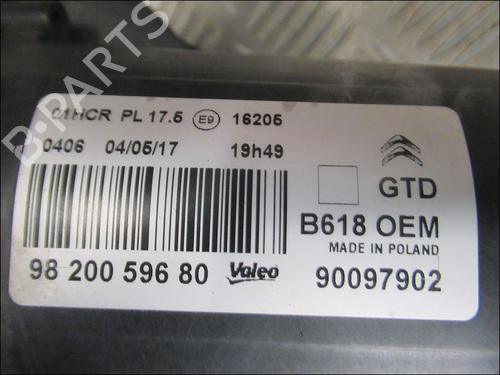 B-PARTS
01HCR PL 17.5 E9 16205
0406 04/05/17 19h49
GTD
B618 OEM
MADE IN POLAND
98 200 596 80 Valeo 90097902